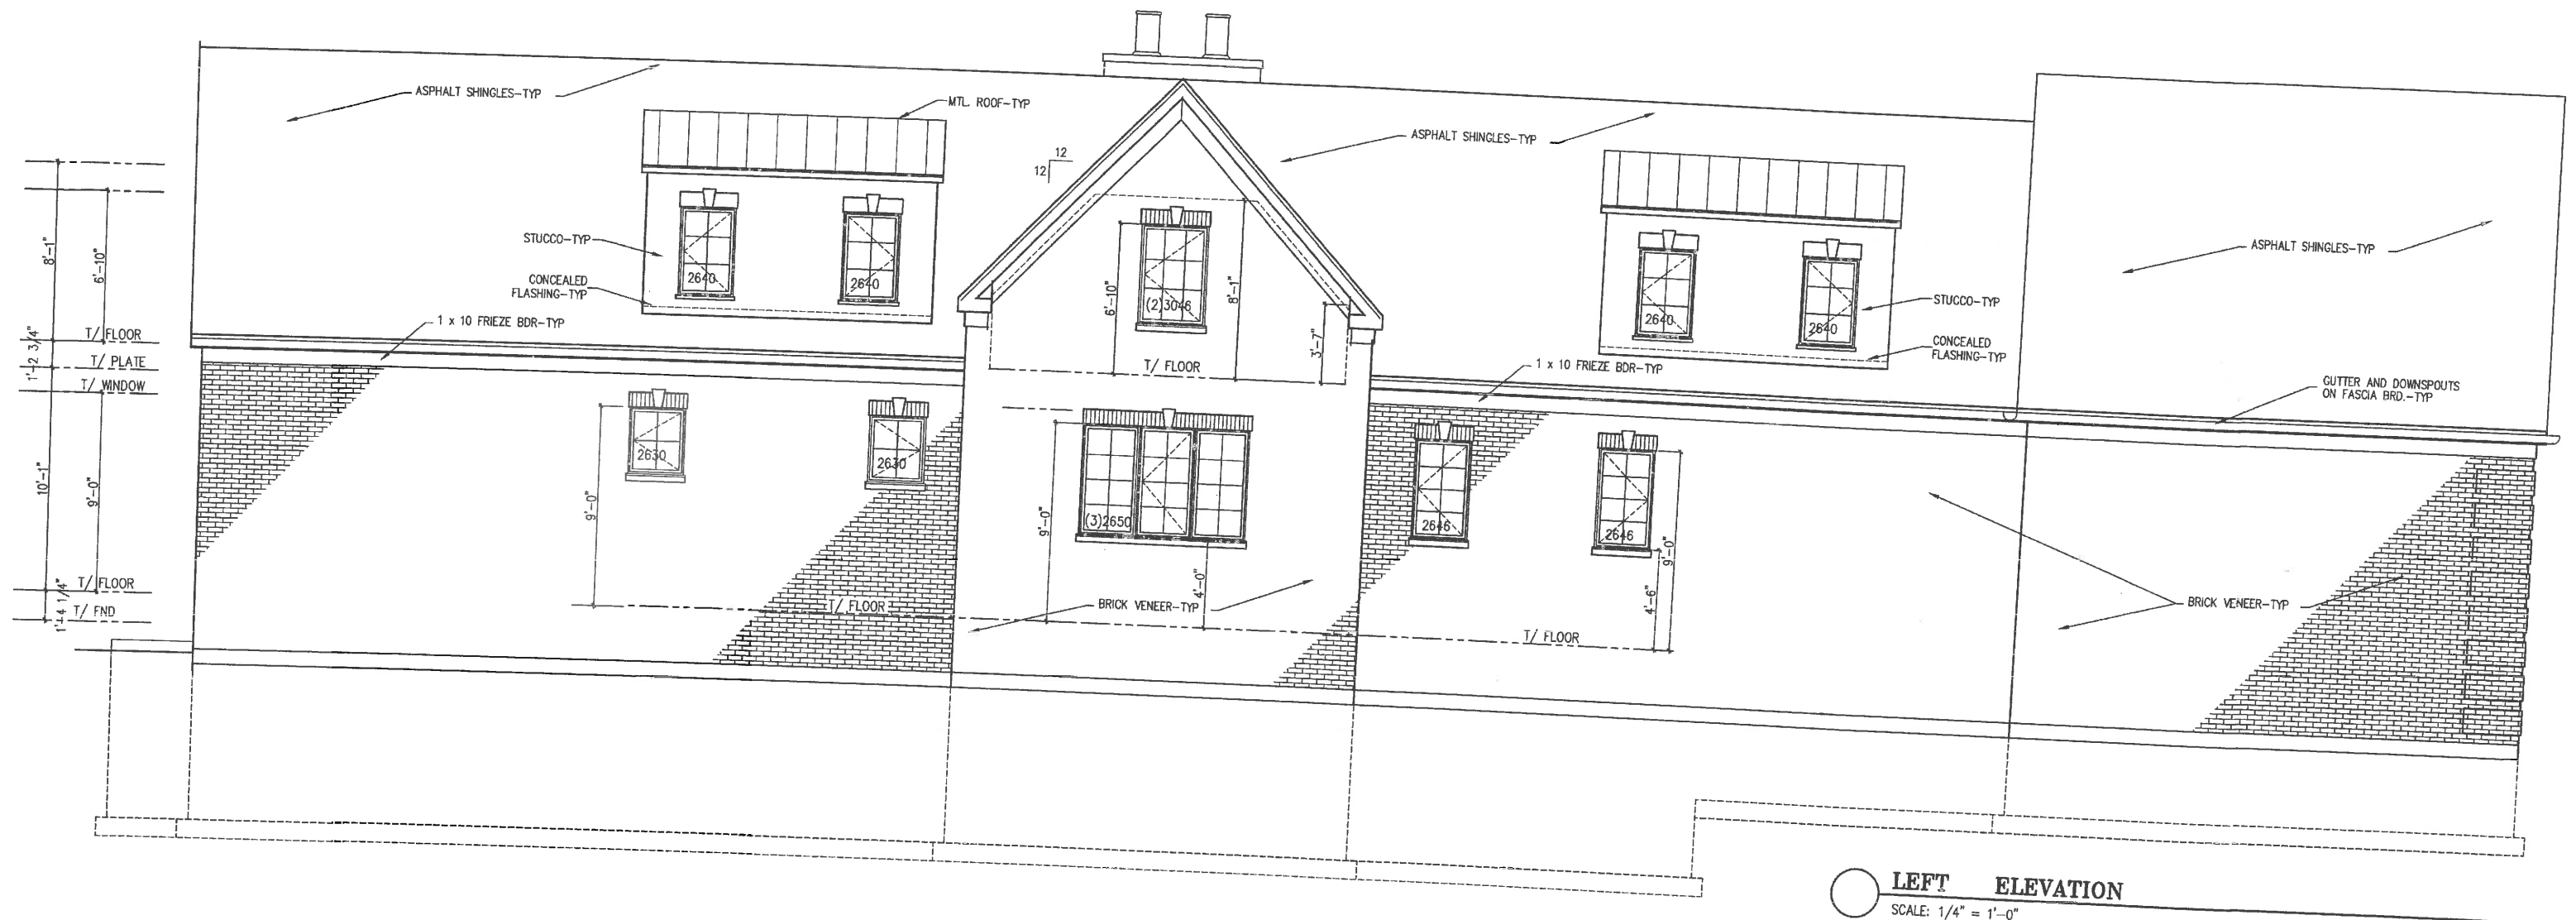 ASPHALT SHINGLES-TYP
MTL. ROOF-TYP
12
12
ASPHALT SHINGLES-TYP
ASPHALT SHINGLES-TYP
STUCCO-TYP
CONCEALED
FLASHING-TYP
2640
2640
(2)3046
6'-10"
8'-1"
3'-7"
T/ FLOOR
2640
2640
STUCCO-TYP
CONCEALED
FLASHING-TYP
8'-1"
6'-10"
T/ FLOOR
1'-2 3/4"
T/ PLATE
T/ WINDOW
10'-1"
9'-0"
T/ FLOOR
1'-4 1/4"
T/ FND
1 x 10 FRIEZE BDR-TYP
1 x 10 FRIEZE BDR-TYP
GUTTER AND DOWNSPOUTS
ON FASCIA BRD.-TYP
2630
2630
9'-0"
T/ FLOOR
(3)2650
9'-0"
4'-0"
BRICK VENEER-TYP
2646
2646
4'-6"
9'-0"
T/ FLOOR
BRICK VENEER-TYP
LEFT ELEVATION
SCALE: 1/4" = 1'-0"